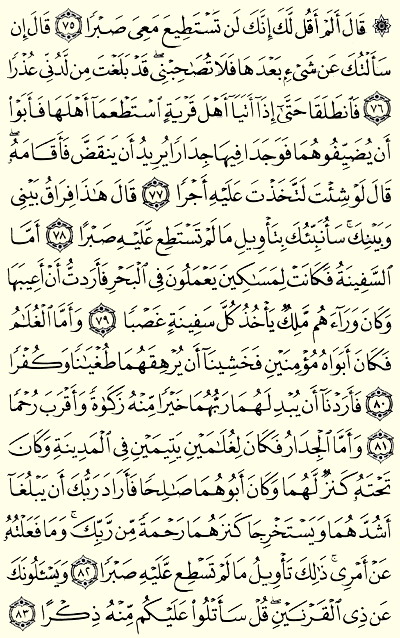 ۞ قَالَ أَلَمْ أَقُل لَّكَ إِنَّكَ لَن تَسْتَطِيعَ مَعِيَ صَبْرًا ٧٥ قَالَ إِن
سَأَلْتُكَ عَن شَيْءٍۭ بَعْدَهَا فَلَا تُصَٰحِبْنِي ۖ قَدْ بَلَغْتَ مِن لَّدُنِّي عُذْرًا
٧٦ فَٱنطَلَقَا حَتَّىٰٓ إِذَآ أَتَيَآ أَهْلَ قَرْيَةٍ ٱسْتَطْعَمَآ أَهْلَهَا فَأَبَوْا۟
أَن يُضَيِّفُوهُمَا فَوَجَدَا فِيهَا جِدَارًا يُرِيدُ أَن يَنقَضَّ فَأَقَامَهُۥ ۖ
قَالَ لَوْ شِئْتَ لَتَّخَذْتَ عَلَيْهِ أَجْرًا ٧٧ قَالَ هَٰذَا فِرَاقُ بَيْنِي
وَبَيْنِكَ ۚ سَأُنَبِّئُكَ بِتَأْوِيلِ مَا لَمْ تَسْتَطِع عَّلَيْهِ صَبْرًا ٧٨ أَمَّا
ٱلسَّفِينَةُ فَكَانَتْ لِمَسَٰكِينَ يَعْمَلُونَ فِي ٱلْبَحْرِ فَأَرَدتُّ أَنْ أَعِيبَهَا
وَكَانَ وَرَآءَهُم مَّلِكٌ يَأْخُذُ كُلَّ سَفِينَةٍ غَصْبًا ٧٩ وَأَمَّا ٱلْغُلَٰمُ
فَكَانَ أَبَوَاهُ مُؤْمِنَيْنِ فَخَشِينَآ أَن يُرْهِقَهُمَا طُغْيَٰنًا وَكُفْرًا
٨٠ فَأَرَدْنَآ أَن يُبْدِلَهُمَا رَبُّهُمَا خَيْرًا مِّنْهُ زَكَوٰةً وَأَقْرَبَ رُحْمًا
٨١ وَأَمَّا ٱلْجِدَارُ فَكَانَ لِغُلَٰمَيْنِ يَتِيمَيْنِ فِي ٱلْمَدِينَةِ وَكَانَ
تَحْتَهُۥ كَنزٌ لَّهُمَا وَكَانَ أَبُوهُمَا صَٰلِحًا فَأَرَادَ رَبُّكَ أَن يَبْلُغَآ
أَشُدَّهُمَا وَيَسْتَخْرِجَا كَنزَهُمَا رَحْمَةً مِّن رَّبِّكَ ۚ وَمَا فَعَلْتُهُۥ
عَنْ أَمْرِي ۚ ذَٰلِكَ تَأْوِيلُ مَا لَمْ تَسْطِع عَّلَيْهِ صَبْرًا ٨٢ وَيَسْـَٔلُونَكَ
عَن ذِي ٱلْقَرْنَيْنِ ۖ قُلْ سَأَتْلُوا۟ عَلَيْكُم مِّنْهُ ذِكْرًا ٨٣